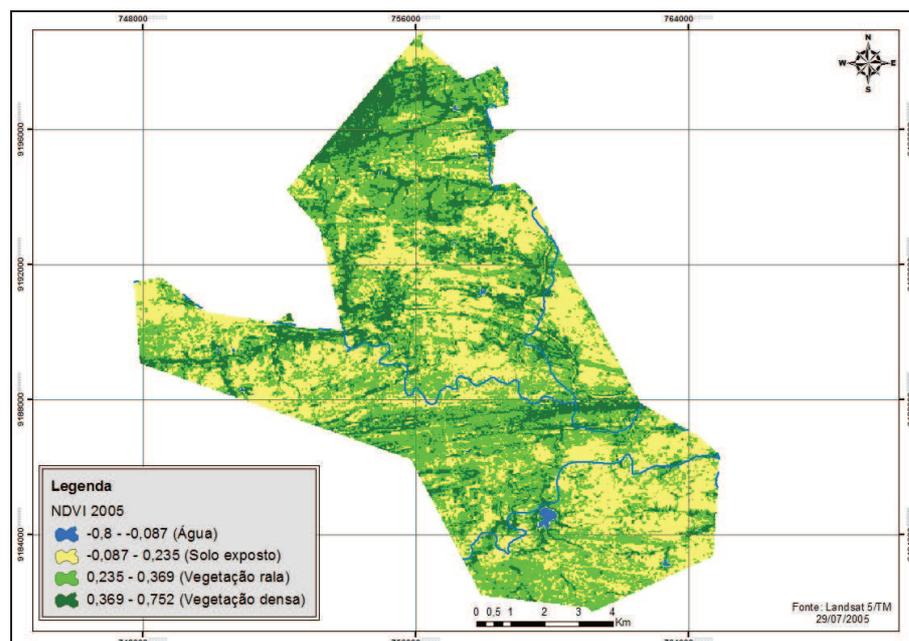 748000 756000 764000
N
W E
S
9196000
9192000
9188000
9184000
Legenda
NDVI 2005
-0,8 - -0,087 (Água)
-0,087 - 0,235 (Solo exposto)
0,235 - 0,369 (Vegetação rala)
0,369 - 0,752 (Vegetação densa)
0 0,5 1 2 3 4
Km
Fonte: Landsat 5/TM
29/07/2005